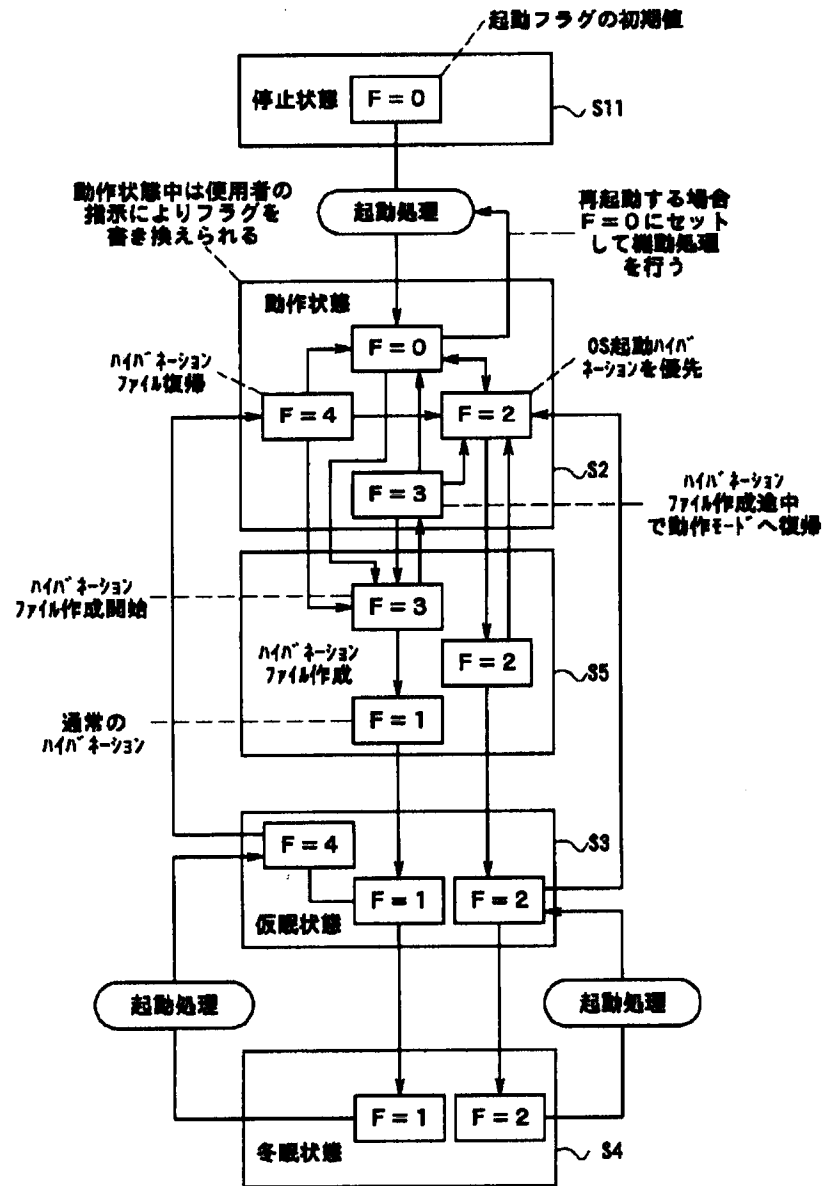 起動フラグの初期値
停止状態
F=0
S11
動作状態中は使用者の
指示によりフラグを
書き換えられる
起動処理
再起動する場合
F=0にセット
して機動処理
を行う
動作状態
F=0
ハイバネーション
ファイル復帰
OS起動ハイバ
ネーションを優先
F=4
F=2
S2
F=3
ハイバネーション
ファイル作成途中
で動作モードへ復帰
ハイバネーション
ファイル作成開始
F=3
ハイバネーション
ファイル作成
F=2
S5
通常の
ハイバネーション
F=1
F=4
S3
F=1
F=2
仮眠状態
起動処理
起動処理
F=1
F=2
冬眠状態
S4